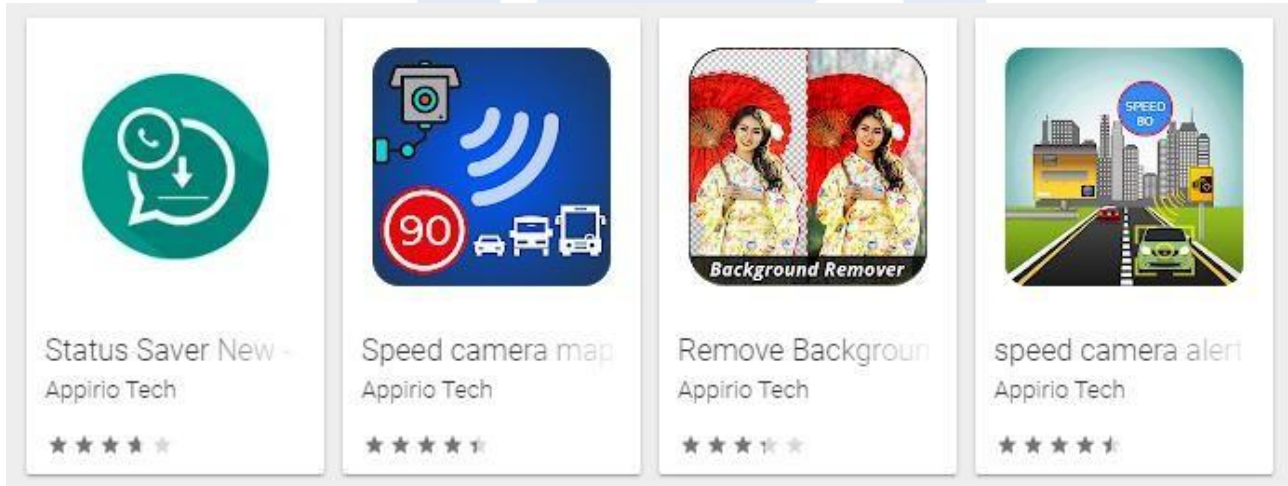 90
Background Remover
SPEED
80
Status Saver New -
Speed camera map
Remove Backgroun
speed camera alert
Appirio Tech
Appirio Tech
Appirio Tech
Appirio Tech